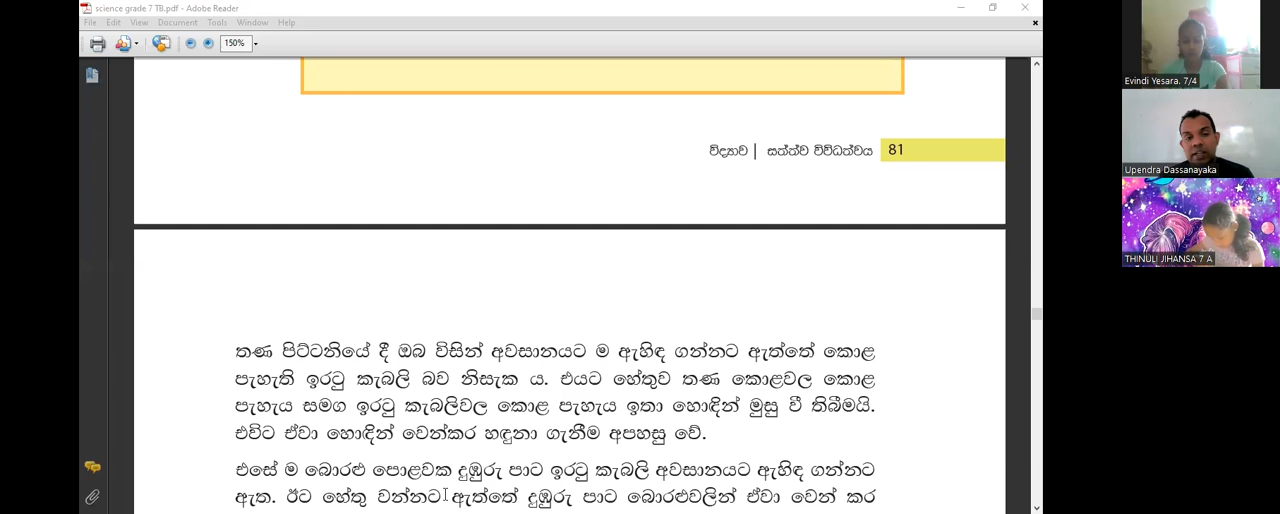 science grade 7 TB.pdf - Adobe Reader
File Edit View Document Tools Window Help
150%
විද්‍යාව | සත්ත්ව විවිධත්වය 81
තණ පිට්ටනියේ දී ඔබ විසින් අවසානයට ම ඇහිඳ ගන්නට ඇත්තේ කොළ
පැහැති ඉරටු කැබලි බව නිසැක ය. එයට හේතුව තණ කොළවල කොළ
පැහැය සමග ඉරටු කැබලිවල කොළ පැහැය ඉතා හොඳින් මුසු වී තිබීමයි.
එවිට ඒවා හොඳින් වෙන්කර හඳුනා ගැනීම අපහසු වේ.
එසේ ම බොරළු පොළවක දුඹුරු පාට ඉරටු කැබලි අවසානයට ඇහිඳ ගන්නට
ඇත. ඊට හේතු වන්නට ඇත්තේ දුඹුරු පාට බොරළුවලින් ඒවා වෙන් කර
Evindi Yesara. 7/4
Upendra Dassanayaka
THINULI JIHANSA 7 A